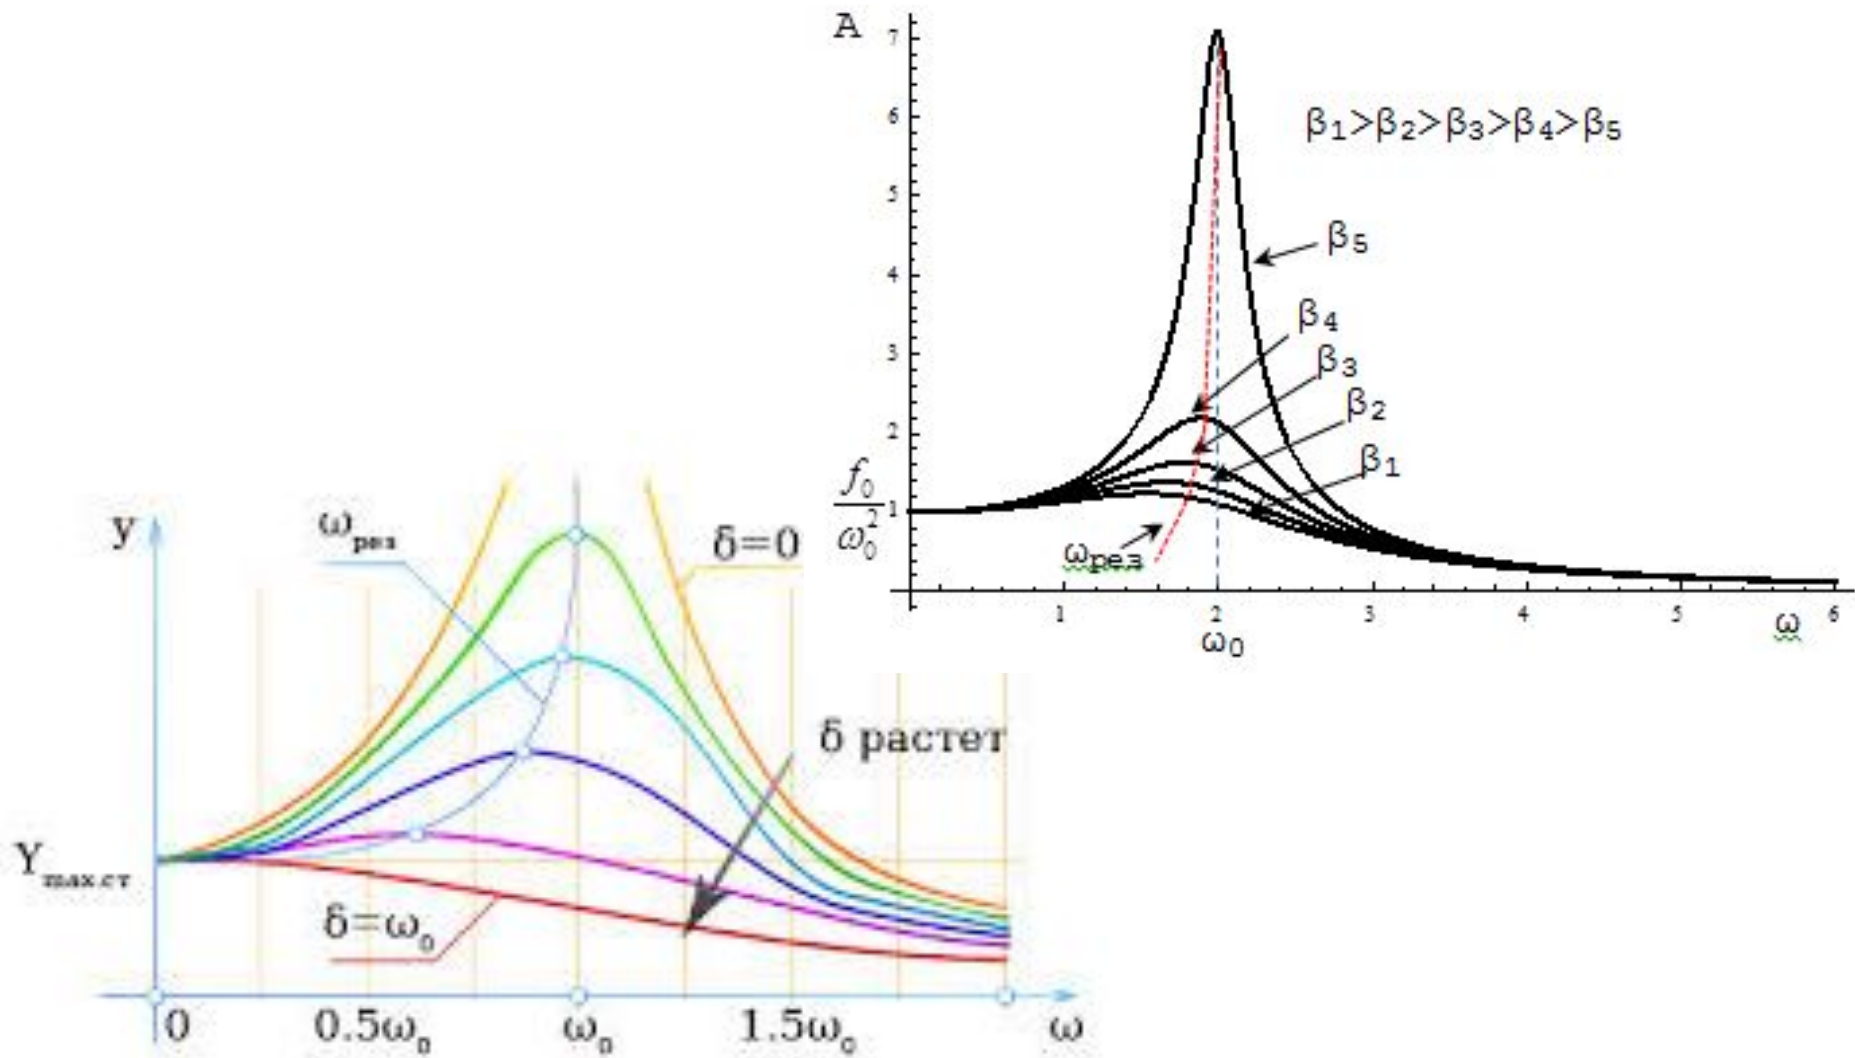 A
7
6
5
4
3
2
1
β₁>β₂>β₃>β₄>β₅
β₅
β₄
β₃
β₂
β₁
f₀
ω₀²
ωрез
1
2
3
4
5
6
ω₀
ω
y
ωрез
δ=0
δ растет
Ymax.ст
δ=ω₀
0
0.5ω₀
ω₀
1.5ω₀
ω